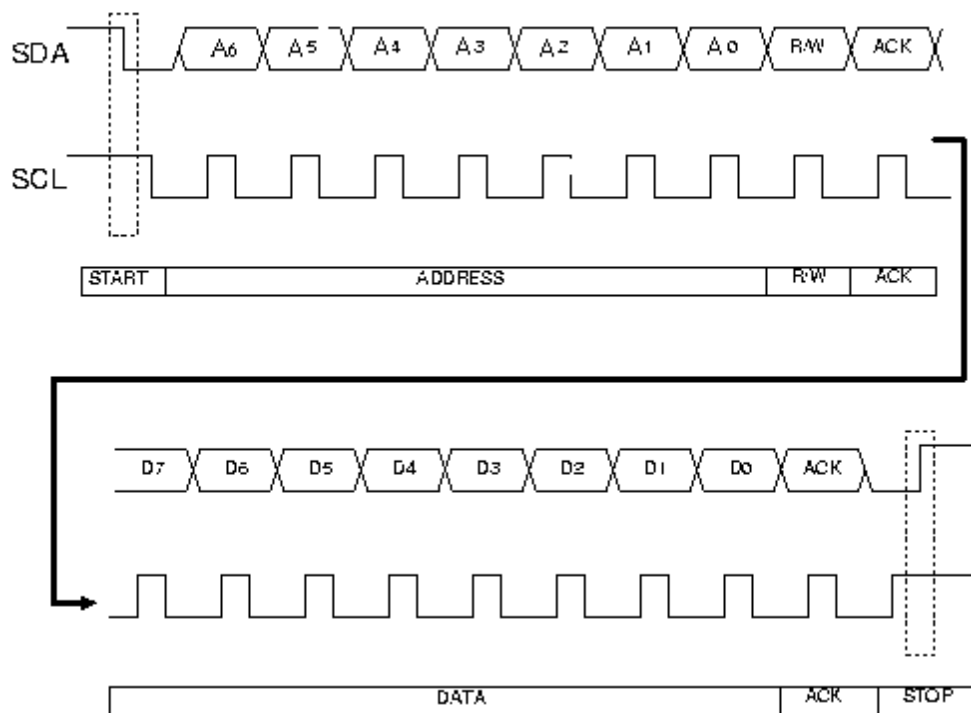 SDA A6 A5 A4 A3 A2 A1 A0 R/W ACK
SCL
START ADDRESS R/W ACK
D7 D6 D5 D4 D3 D2 D1 D0 ACK
DATA ACK STOP